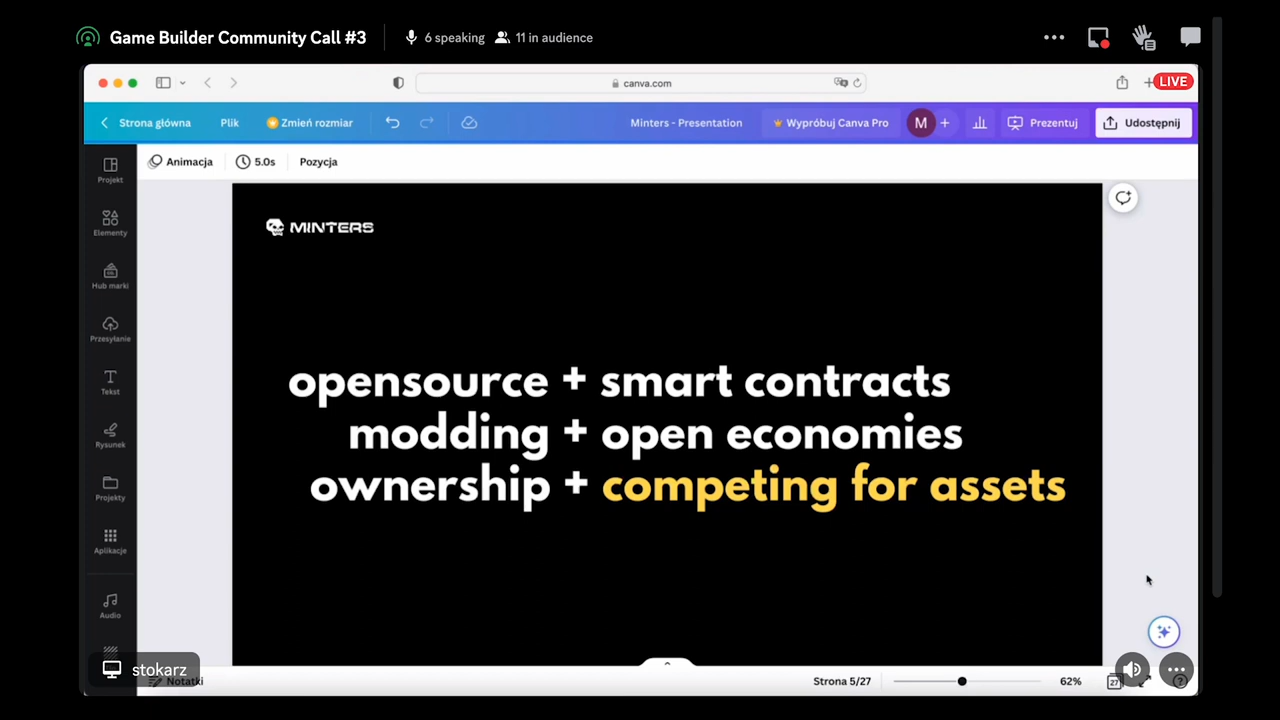 Game Builder Community Call #3
6 speaking
11 in audience
canva.com
LIVE
Strona główna
Plik
Zmień rozmiar
Minters - Presentation
Wypróbuj Canva Pro
M
Prezentuj
Udostępnij
Animacja
5.0s
Pozycja
Projekt
Elementy
Hub marki
Przesyłanie
Tekst
Rysunek
Projekty
Aplikacje
Audio
MINTERS
opensource + smart contracts
modding + open economies
ownership + competing for assets
stokarz
Notatki
Strona 5/27
62%
27